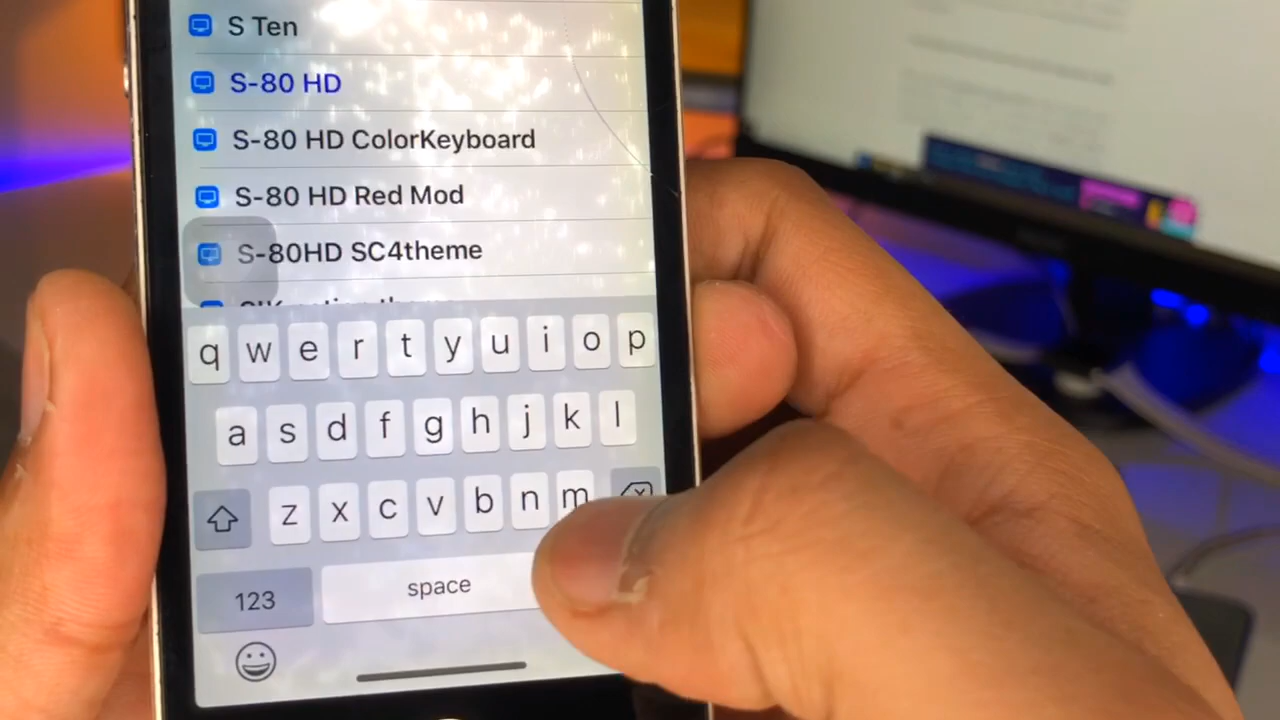 S Ten
S-80 HD
S-80 HD ColorKeyboard
S-80 HD Red Mod
S-80HD SC4theme
q w e r t y u i o p
a s d f g h j k l
z x c v b n m
123 space